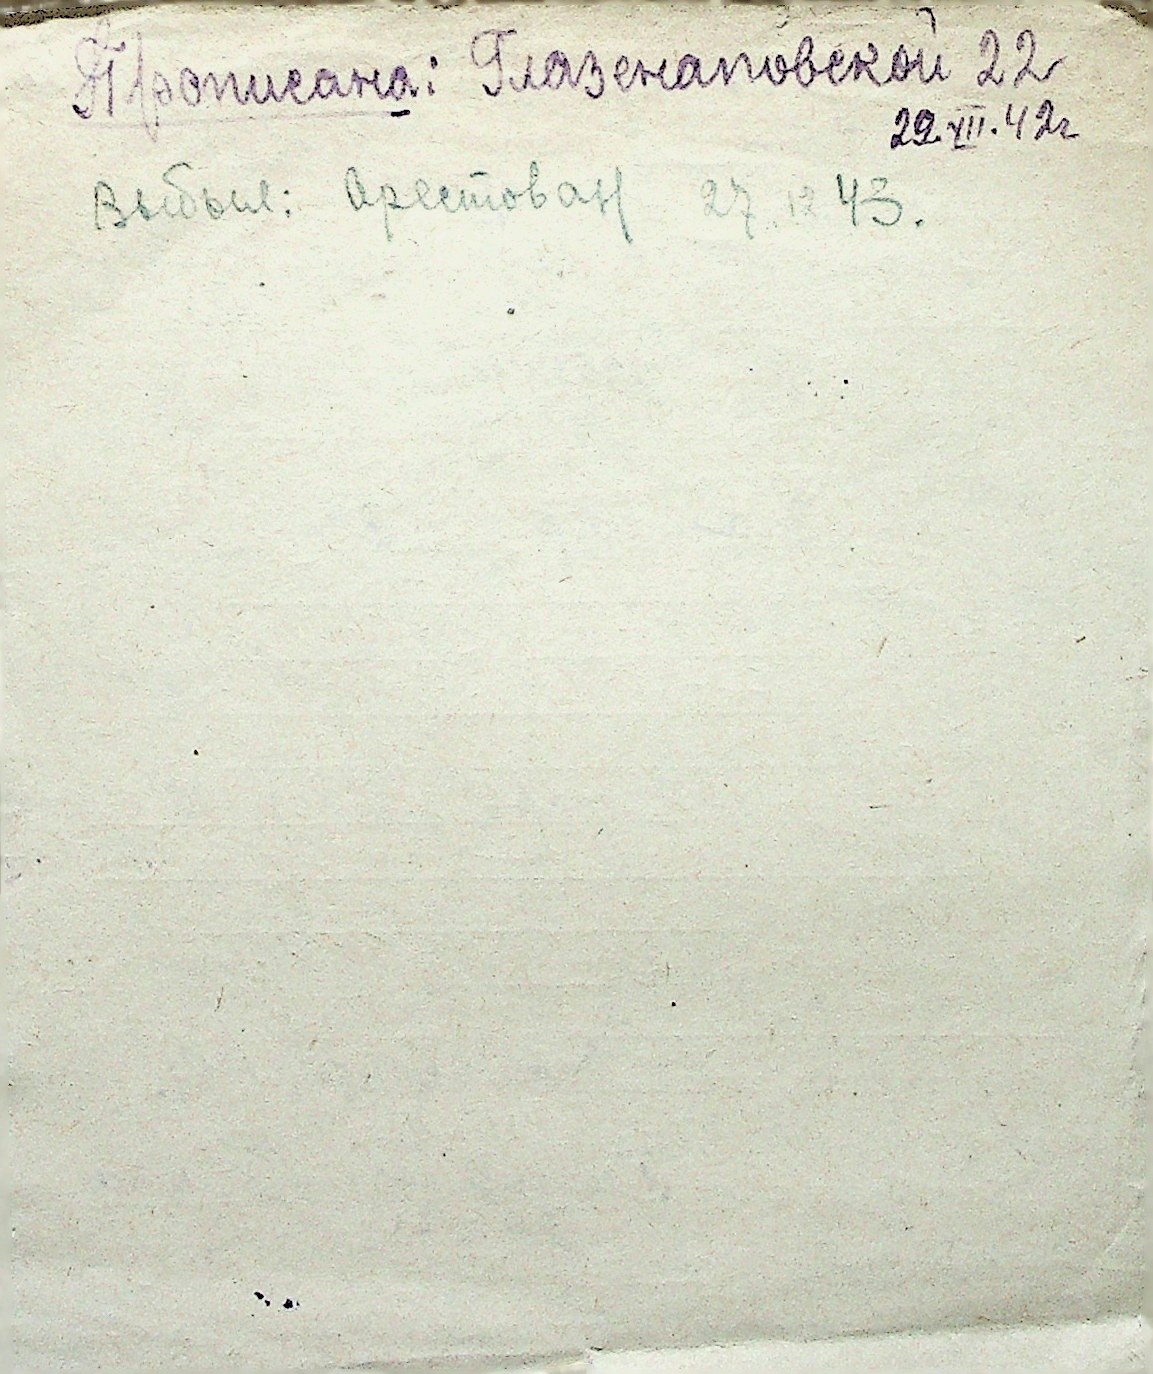 Прописана: Глазенаповской 22
29.XII.42г
Выбыл: Арестован 27.12 43.